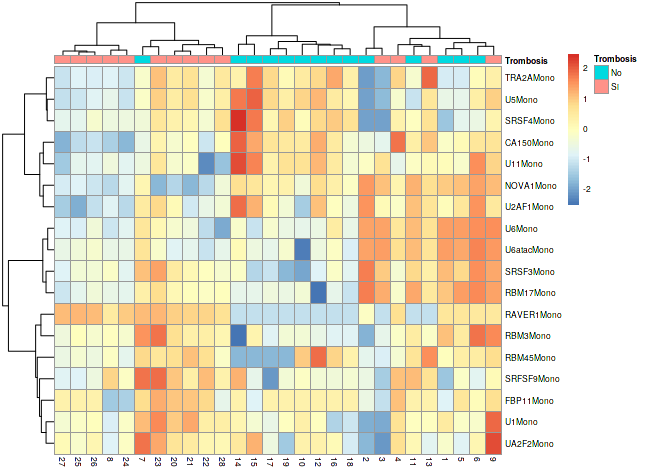 Trombosis
TRA2AMono
U5Mono
SRSF4Mono
CA150Mono
U11Mono
NOVA1Mono
U2AF1Mono
U6Mono
U6atacMono
SRSF3Mono
RBM17Mono
RAVER1Mono
RBM3Mono
RBM45Mono
SRFSF9Mono
FBP11Mono
U1Mono
UA2F2Mono
27 25 26 8 24 7 23 20 21 22 28 14 15 17 19 10 12 16 18 2 3 4 11 13 1 5 6 9
2
1
0
-1
-2
Trombosis
No
SI